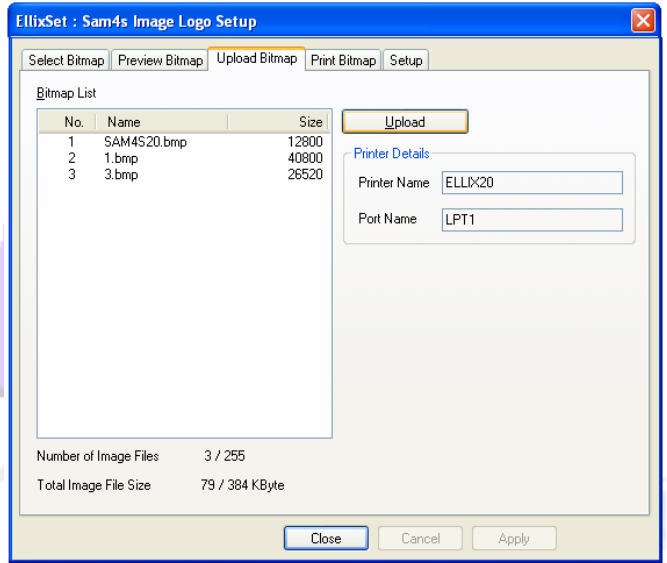 EllixSet : Sam4s Image Logo Setup
Select Bitmap Preview Bitmap Upload Bitmap Print Bitmap Setup
Bitmap List
No. Name Size
1 SAM4S20.bmp 12800
2 1.bmp 40800
3 3.bmp 26520
Upload
Printer Details
Printer Name ELLIX20
Port Name LPT1
Number of Image Files 3 / 255
Total Image File Size 79 / 384 KByte
Close Cancel Apply